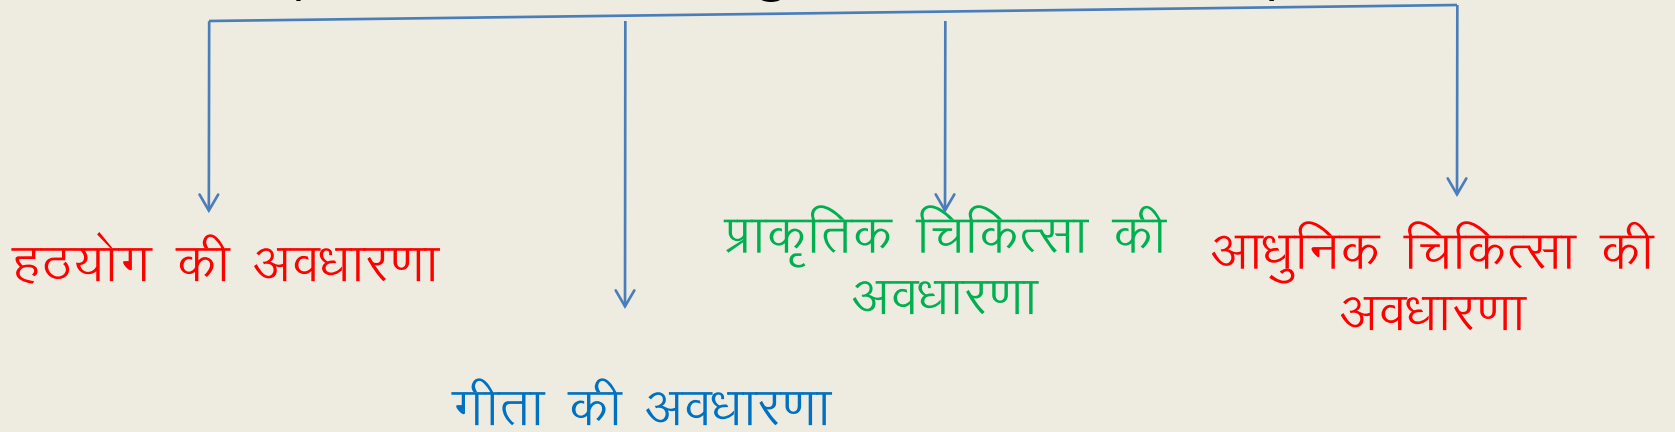 हठयोग की अवधारणा
गीता की अवधारणा
प्राकृतिक चिकित्सा की
अवधारणा
आधुनिक चिकित्सा की
अवधारणा